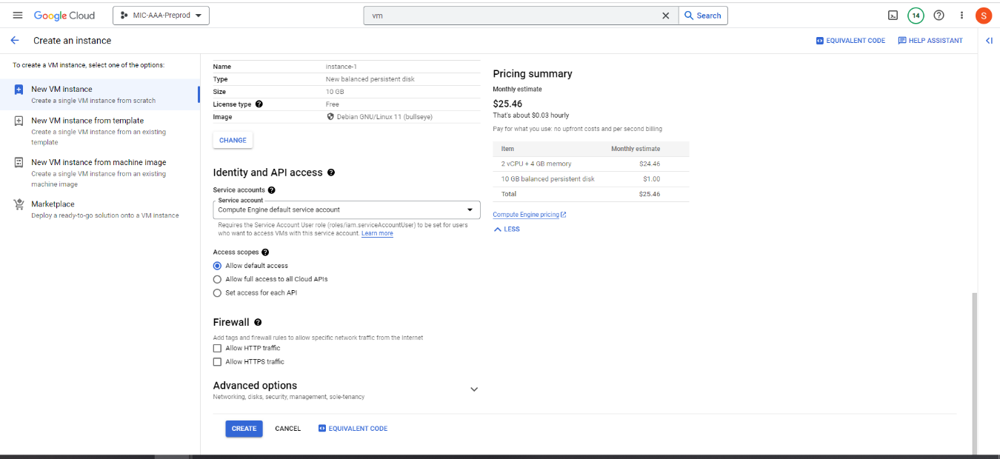 Google Cloud
MIC-AAA-Preprod
vm
Search
14
S
Create an instance
EQUIVALENT CODE
HELP ASSISTANT
To create a VM instance, select one of the options:
New VM instance
Create a single VM instance from scratch
New VM instance from template
Create a single VM instance from an existing
template
New VM instance from machine image
Create a single VM instance from an existing
machine image
Marketplace
Deploy a ready-to-go solution onto a VM instance
Name instance-1
Type New balanced persistent disk
Size 10 GB
License type Free
Image Debian GNU/Linux 11 (bullseye)
CHANGE
Identity and API access
Service accounts
Service account
Compute Engine default service account
Requires the Service Account User role (roles/iam.serviceAccountUser) to be set for users
who want to access VMs with this service account. Learn more
Access scopes
Allow default access
Allow full access to all Cloud APIs
Set access for each API
Firewall
Add tags and firewall rules to allow specific network traffic from the Internet
Allow HTTP traffic
Allow HTTPS traffic
Advanced options
Networking, disks, security, management, sole-tenancy
CREATE
CANCEL
EQUIVALENT CODE
Pricing summary
Monthly estimate
$25.46
That's about $0.03 hourly
Pay for what you use: no upfront costs and per second billing
Item Monthly estimate
2 vCPU + 4 GB memory $24.46
10 GB balanced persistent disk $1.00
Total $25.46
Compute Engine pricing
LESS